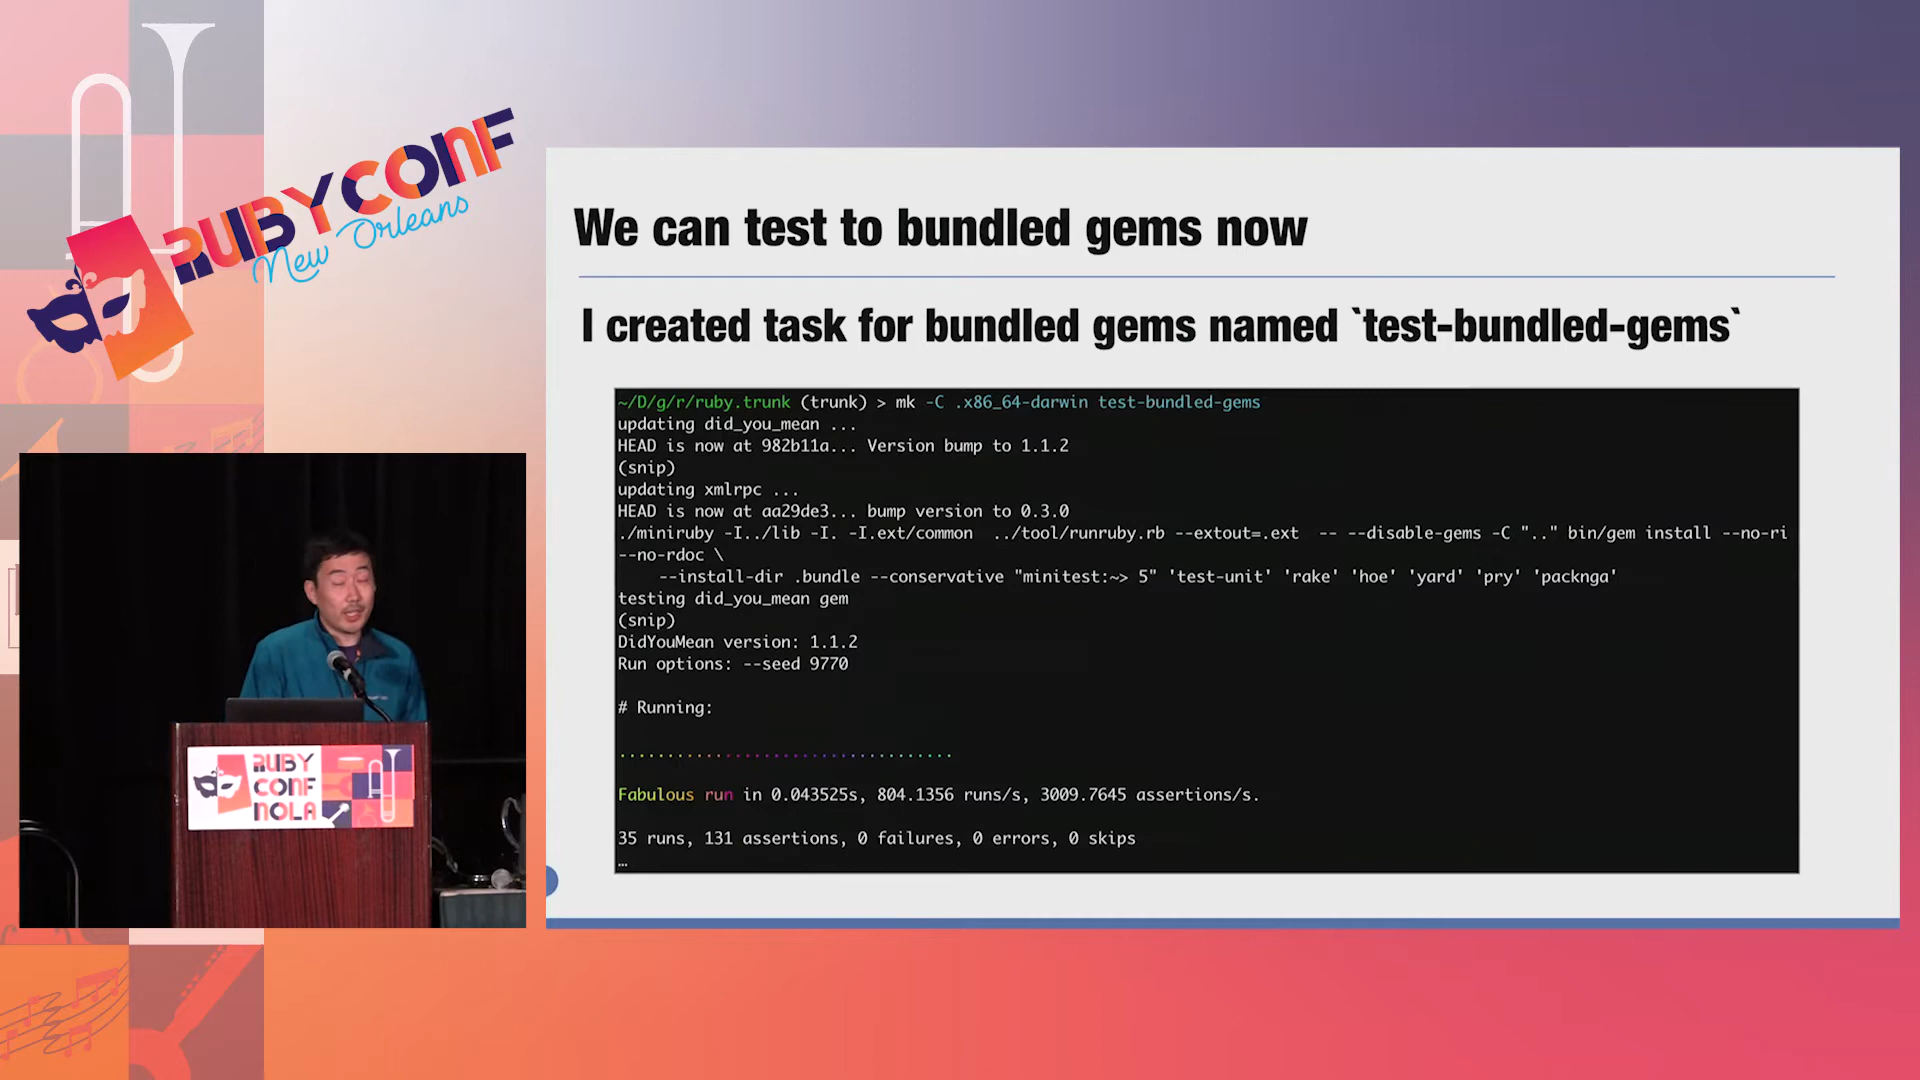 RUBYCONF
New Orleans
We can test to bundled gems now
I created task for bundled gems named `test-bundled-gems`
~/D/g/r/ruby.trunk (trunk) > mk -C .x86_64-darwin test-bundled-gems
updating did_you_mean ...
HEAD is now at 982b11a... Version bump to 1.1.2
(snip)
updating xmlrpc ...
HEAD is now at aa29de3... bump version to 0.3.0
./miniruby -I../lib -I. -I.ext/common  ../tool/runruby.rb --extout=.ext  -- --disable-gems -C ".." bin/gem install --no-ri
--no-rdoc \
--install-dir .bundle --conservative "minitest:~> 5" 'test-unit' 'rake' 'hoe' 'yard' 'pry' 'packnga'
testing did_you_mean gem
(snip)
DidYouMean version: 1.1.2
Run options: --seed 9770
# Running:
...................................
Fabulous run in 0.043525s, 804.1356 runs/s, 3009.7645 assertions/s.
35 runs, 131 assertions, 0 failures, 0 errors, 0 skips
…
RUBY
CONF
NOLA